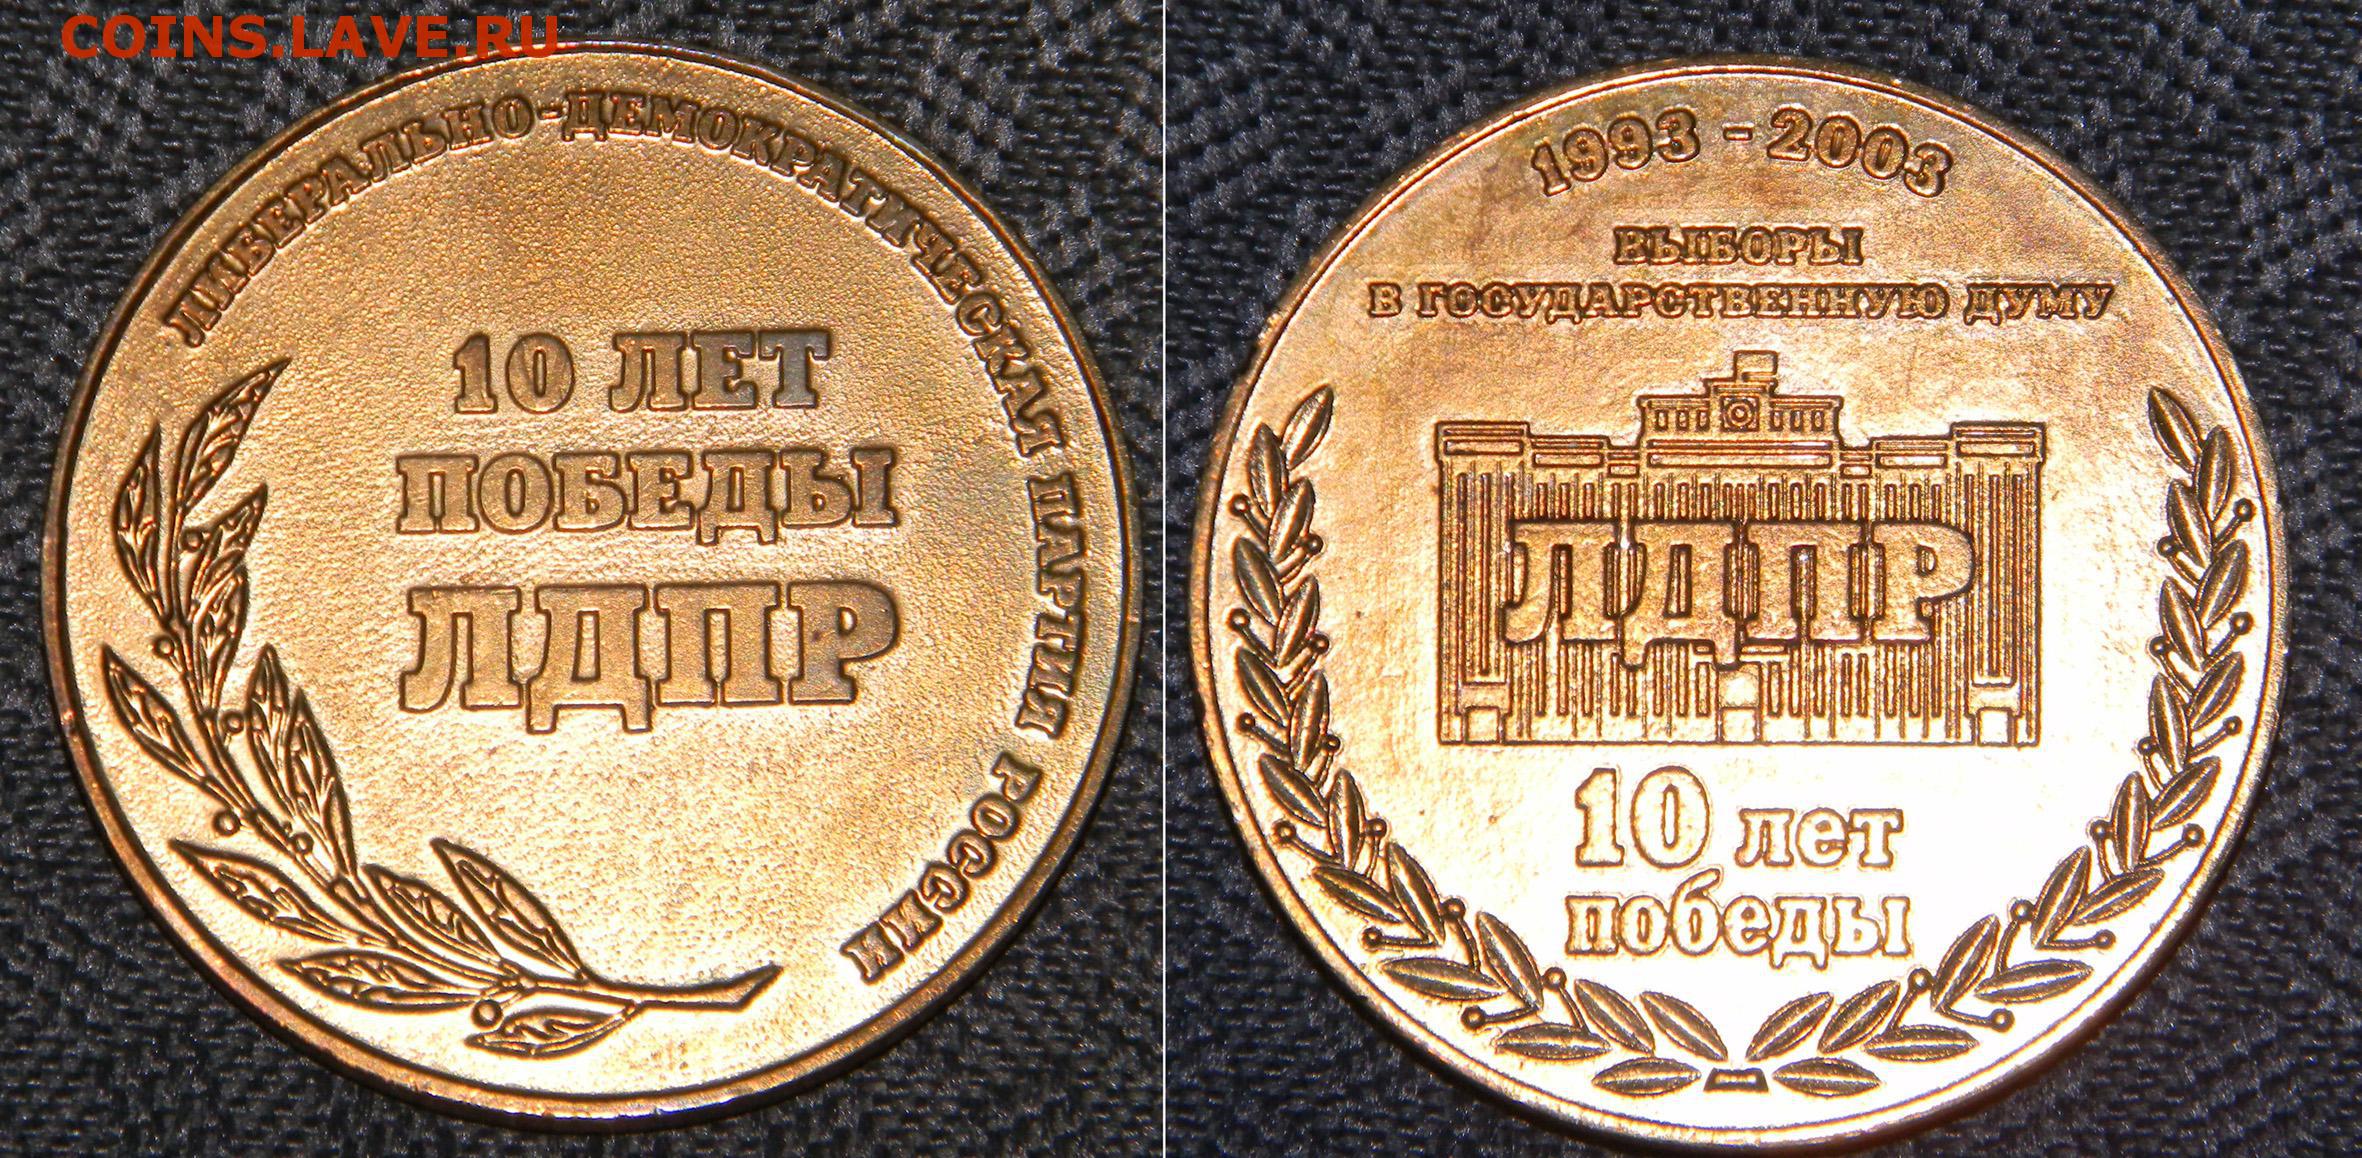 COINS.LAVE.RU
ЛИБЕРАЛЬНО-ДЕМОКРАТИЧЕСКАЯ ПАРТИЯ РОССИИ
10 ЛЕТ
ПОБЕДЫ
ЛДПР
1993 - 2003
ВЫБОРЫ
В ГОСУДАРСТВЕННУЮ ДУМУ
ЛДПР
10 лет
победы